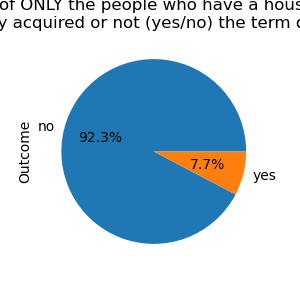 of ONLY the people who have a hous
y acquired or not (yes/no) the term
no
92.3%
7.7%
yes
Outcome